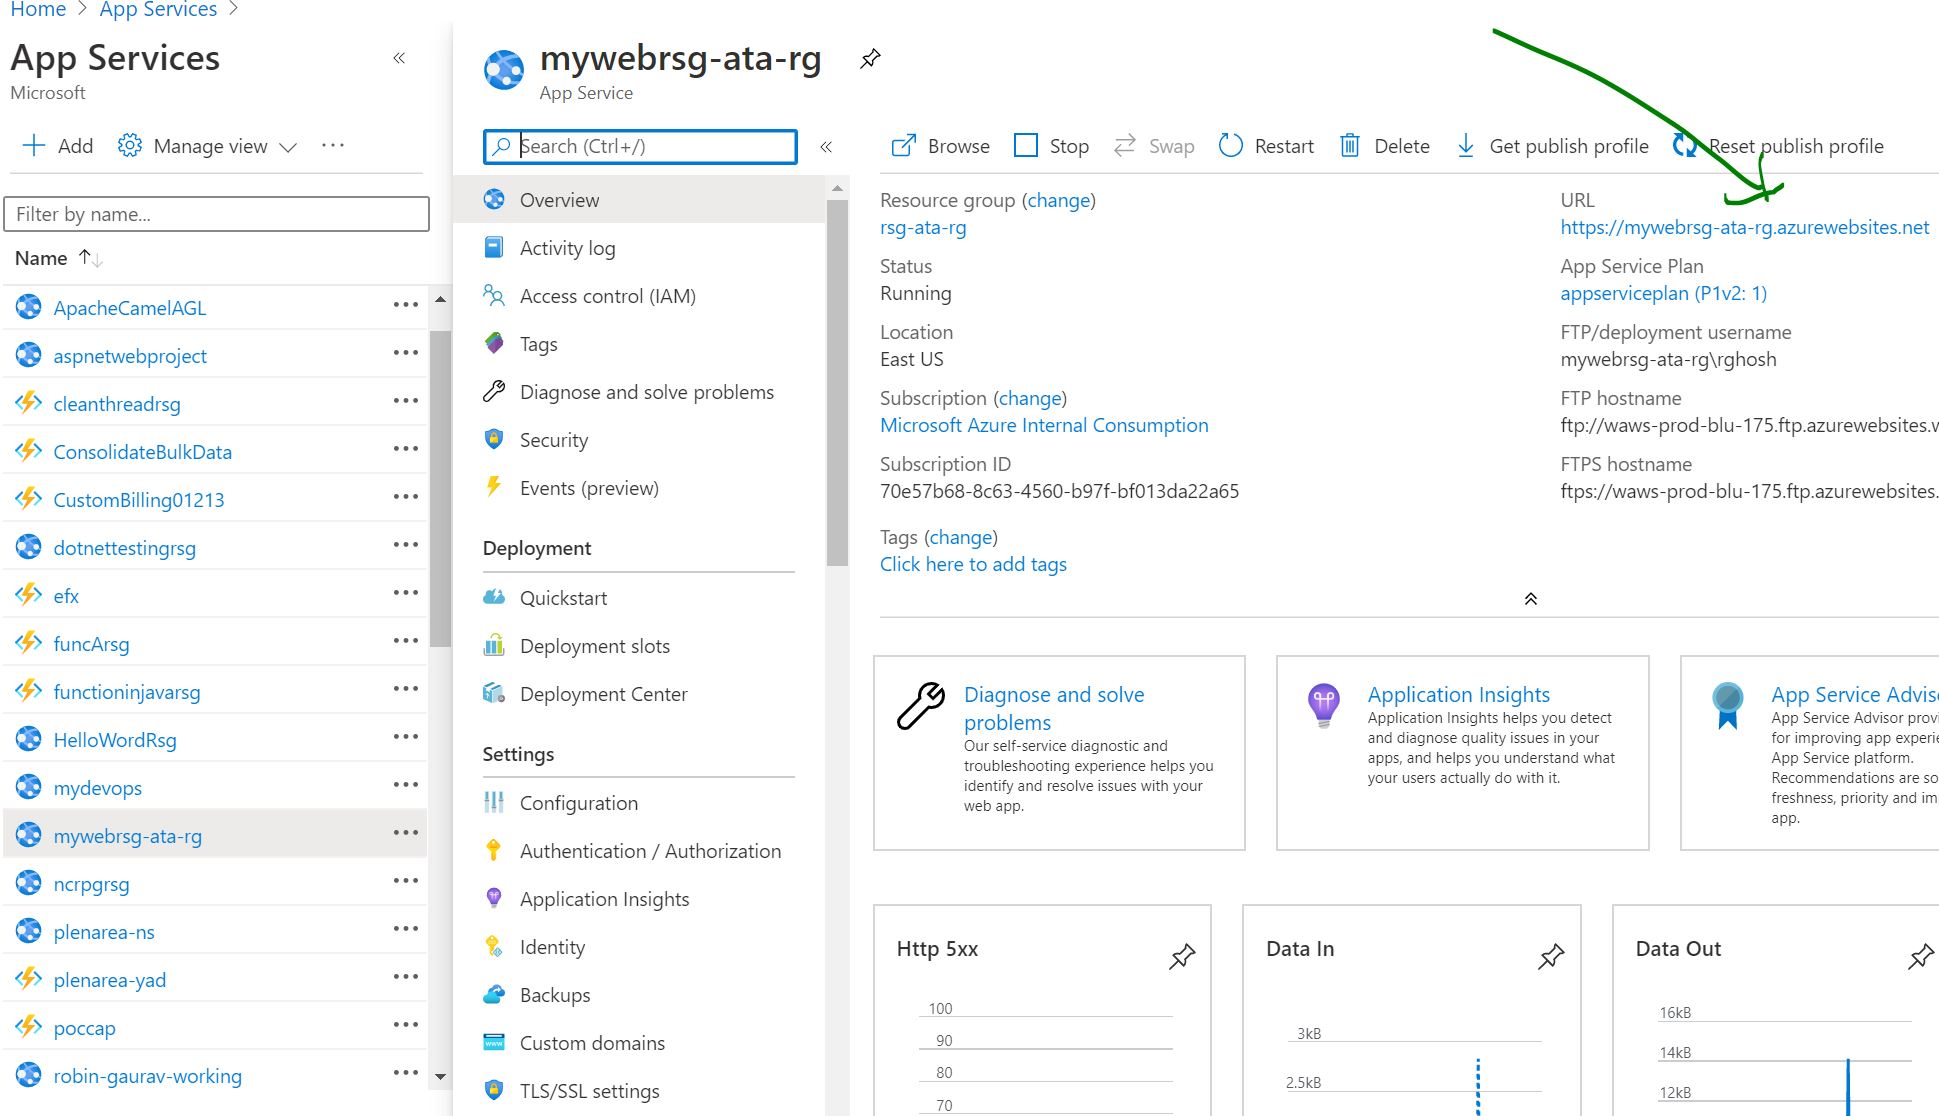 Home > App Services >
App Services
Microsoft
Add
Manage view
Filter by name...
Name
ApacheCamelAGL
aspnetwebproject
cleanthreadrsg
ConsolidateBulkData
CustomBilling01213
dotnettestingrsg
efx
funcArsg
functioninjavarsg
HelloWordRsg
mydevops
mywebrsg-ata-rg
ncrpgrsg
plenarea-ns
plenarea-yad
poccap
robin-gaurav-working
mywebrsg-ata-rg
App Service
Search (Ctrl+/)
Overview
Activity log
Access control (IAM)
Tags
Diagnose and solve problems
Security
Events (preview)
Deployment
Quickstart
Deployment slots
Deployment Center
Settings
Configuration
Authentication / Authorization
Application Insights
Identity
Backups
Custom domains
TLS/SSL settings
Browse Stop Swap Restart Delete Get publish profile Reset publish profile
Resource group (change)
rsg-ata-rg
Status
Running
Location
East US
Subscription (change)
Microsoft Azure Internal Consumption
Subscription ID
70e57b68-8c63-4560-b97f-bf013da22a65
Tags (change)
Click here to add tags
URL
https://mywebrsg-ata-rg.azurewebsites.net
App Service Plan
appserviceplan (P1v2: 1)
FTP/deployment username
mywebrsg-ata-rg\rghosh
FTP hostname
ftp://waws-prod-blu-175.ftp.azurewebsites.w
FTPS hostname
ftps://waws-prod-blu-175.ftp.azurewebsites.
Diagnose and solve
problems
Our self-service diagnostic and
troubleshooting experience helps you
identify and resolve issues with your
web app.
Application Insights
Application Insights helps you detect
and diagnose quality issues in your
apps, and helps you understand what
your users actually do with it.
App Service Adviso
App Service Advisor provi
for improving app experie
App Service platform.
Recommendations are so
freshness, priority and im
app.
Http 5xx
100
90
80
70
Data In
3kB
2.5kB
Data Out
16kB
14kB
12kB